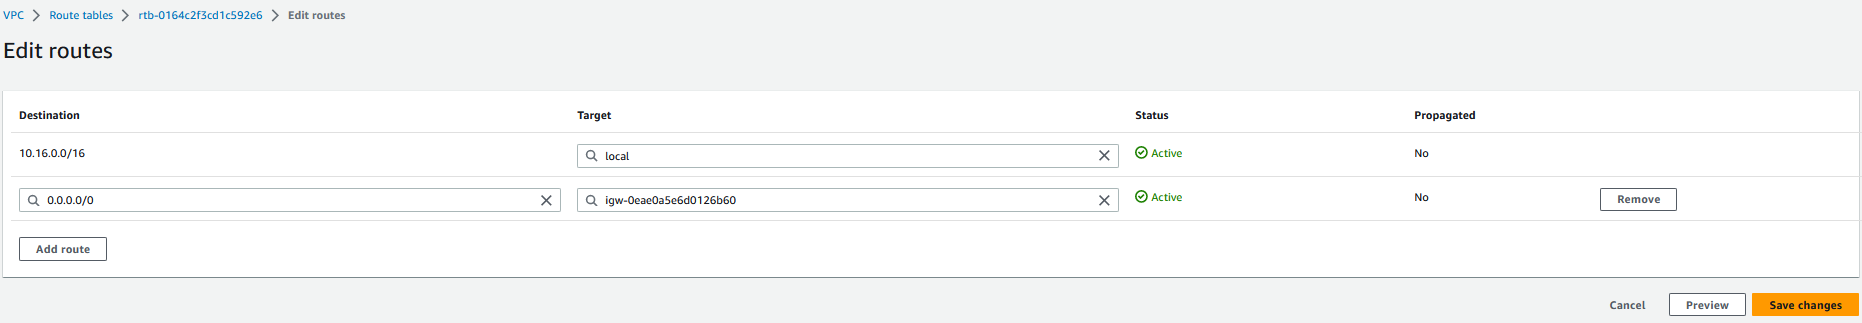 VPC > Route tables > rtb-0164c2f3cd1c592e6 > Edit routes
Edit routes
Destination Target Status Propagated
10.16.0.0/16 local Active No
0.0.0.0/0 igw-0eae0a5e6d0126b60 Active No Remove
Add route
Cancel Preview Save changes